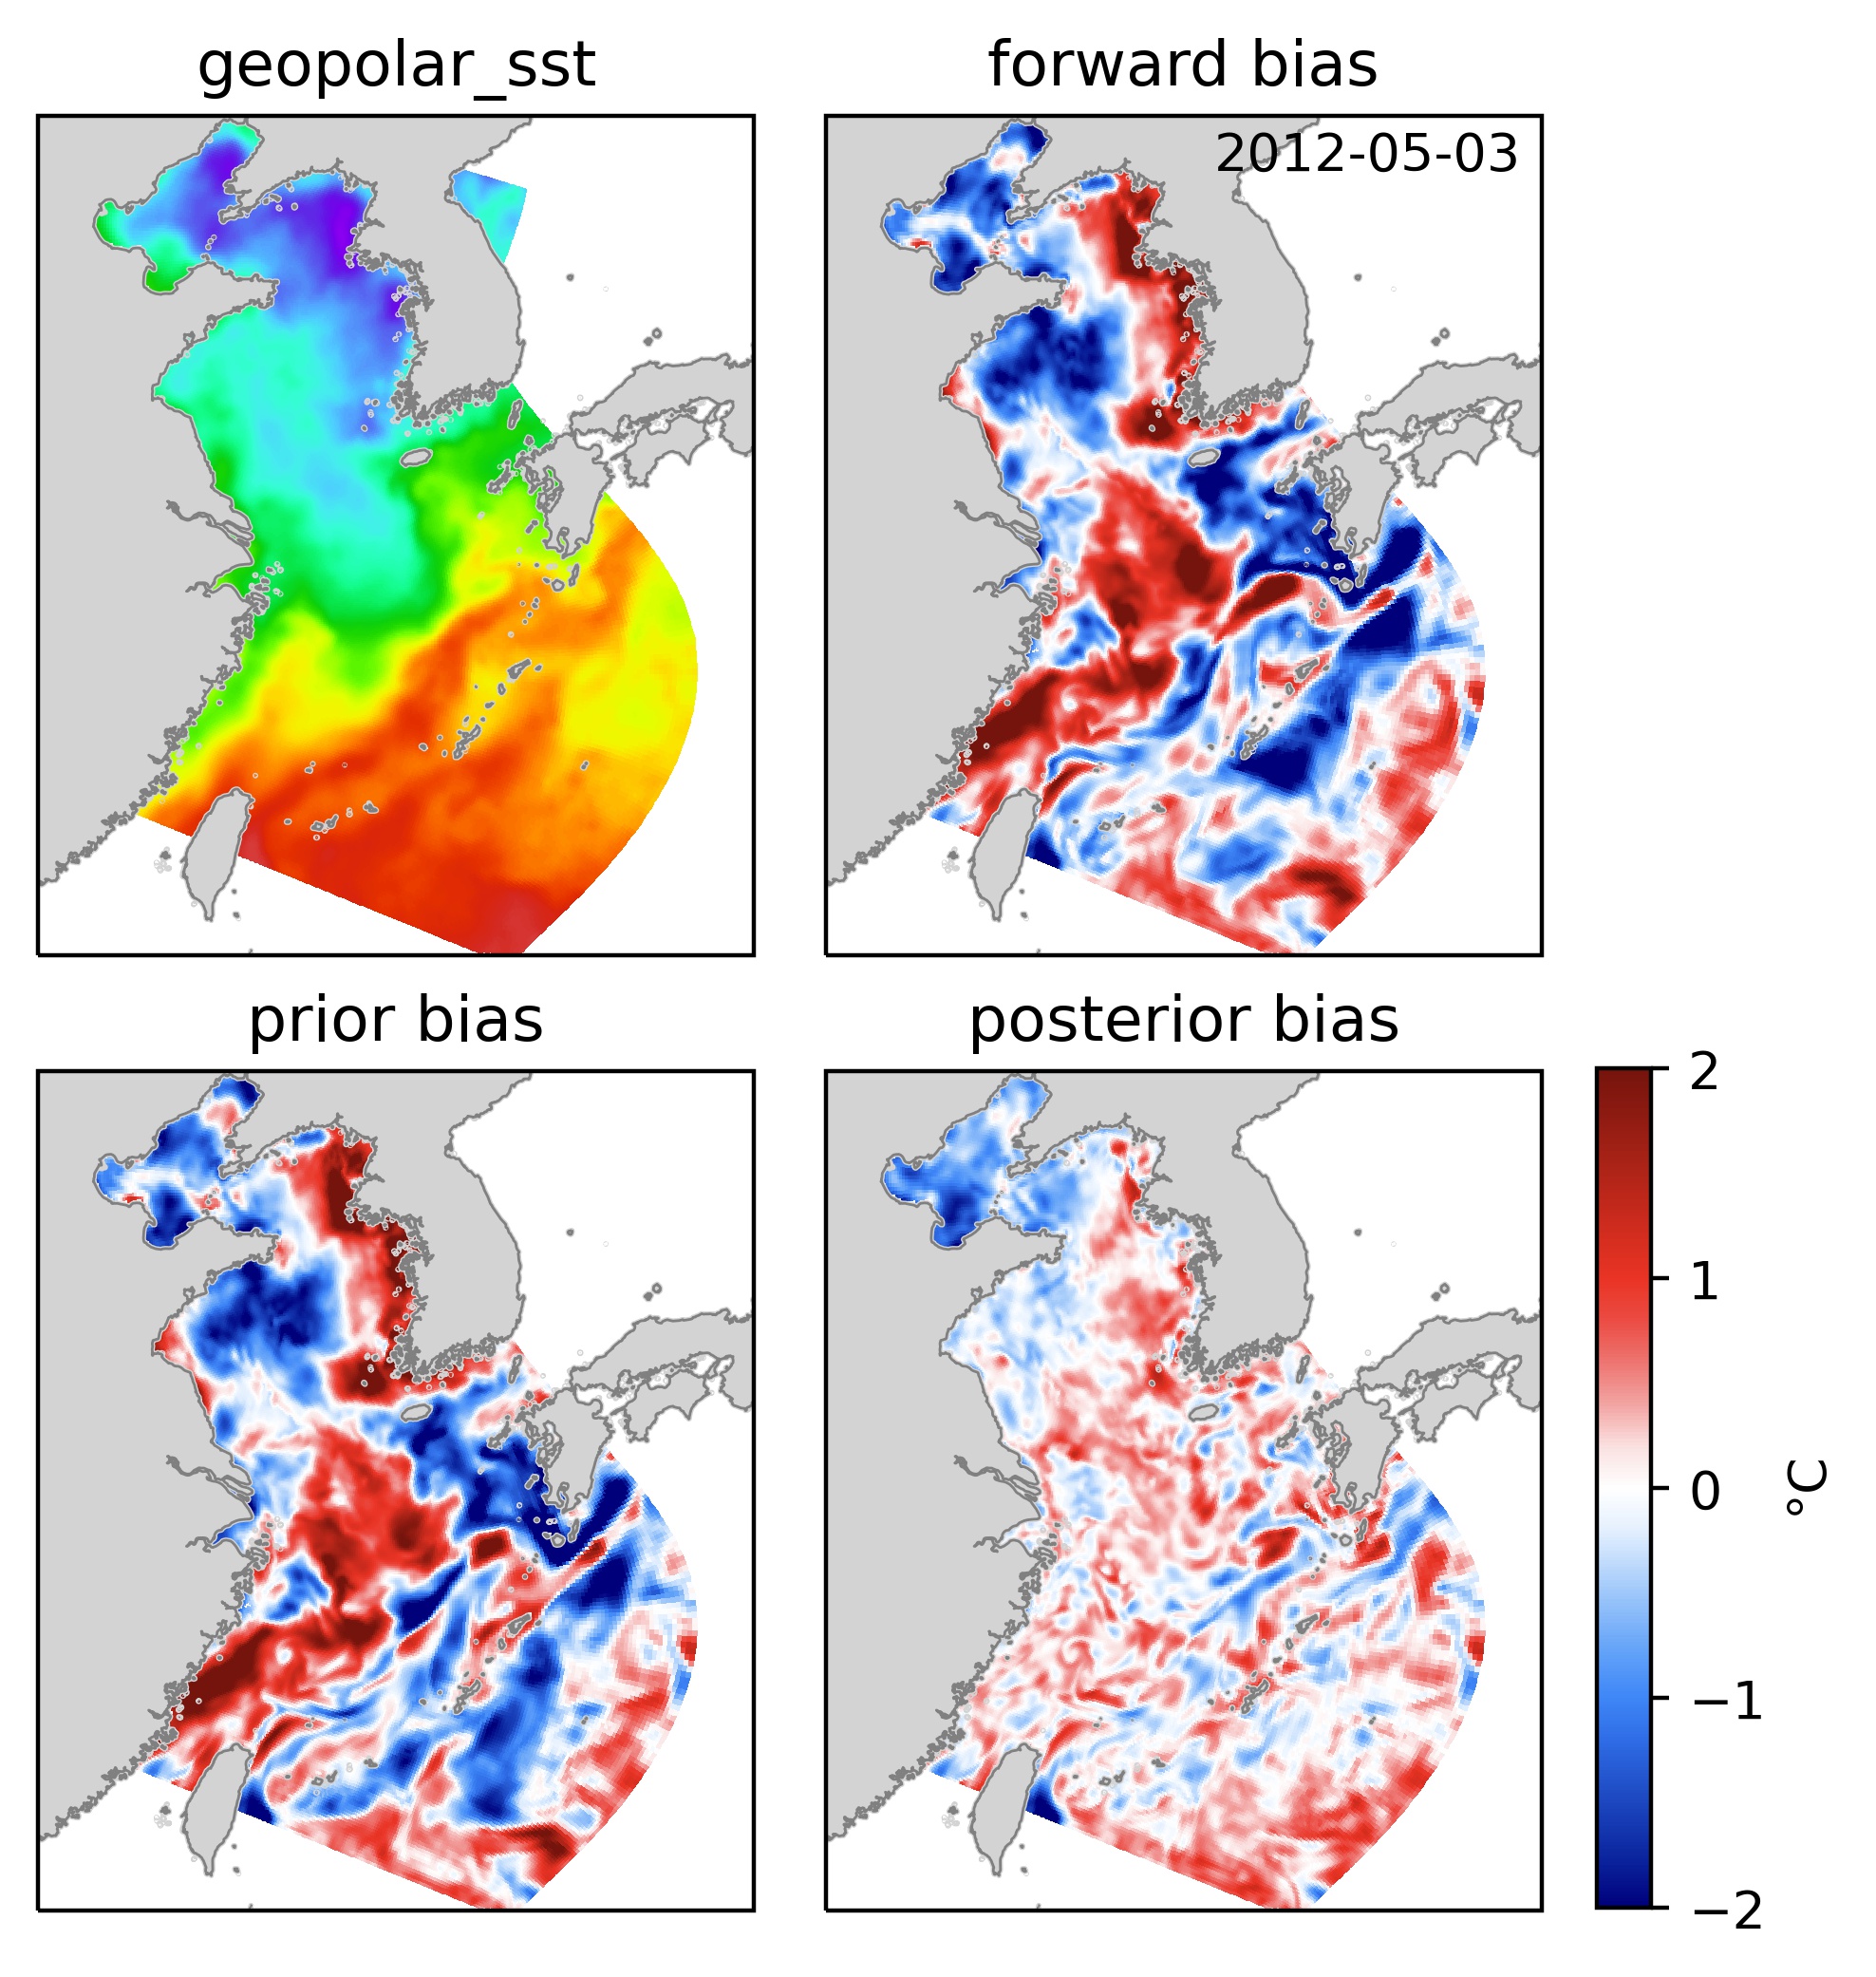 geopolar_sst
forward bias
2012-05-03
prior bias
posterior bias
2
1
0
−1
−2
°C